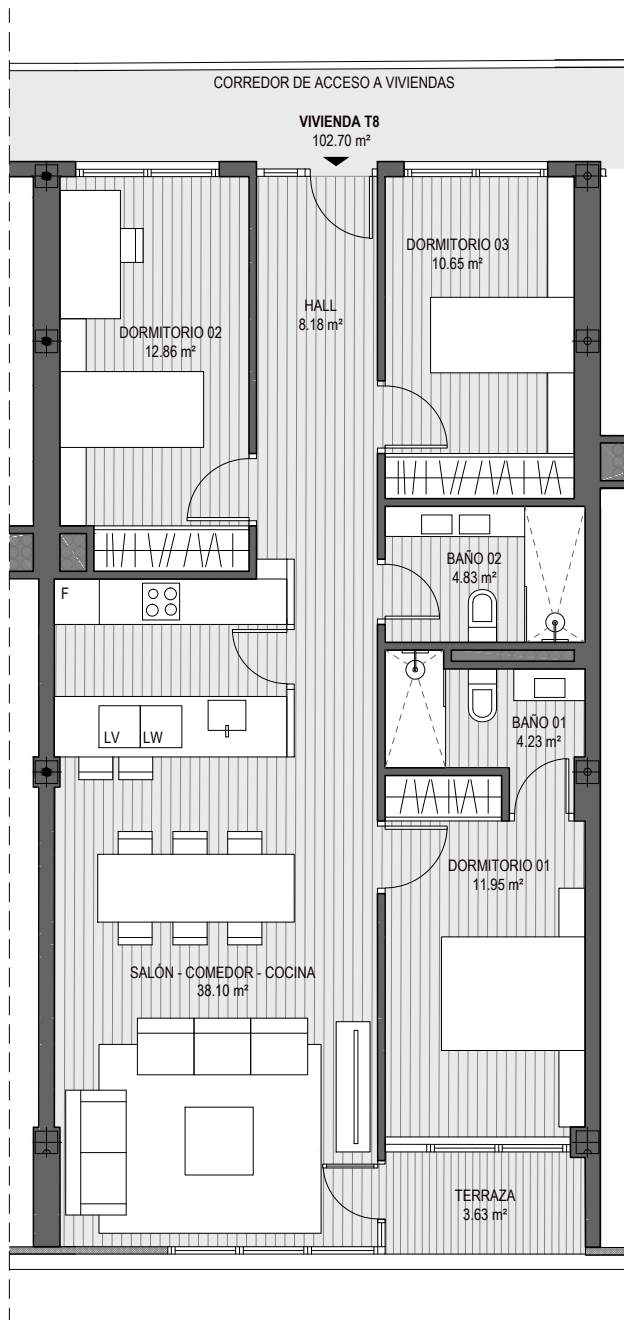 CORREDOR DE ACCESO A VIVIENDAS
VIVIENDA T8
102.70 m²
DORMITORIO 03
10.65 m²
HALL
8.18 m²
DORMITORIO 02
12.86 m²
BAÑO 02
4.83 m²
F
BAÑO 01
4.23 m²
LV LW
DORMITORIO 01
11.95 m²
SALÓN - COMEDOR - COCINA
38.10 m²
TERRAZA
3.63 m²